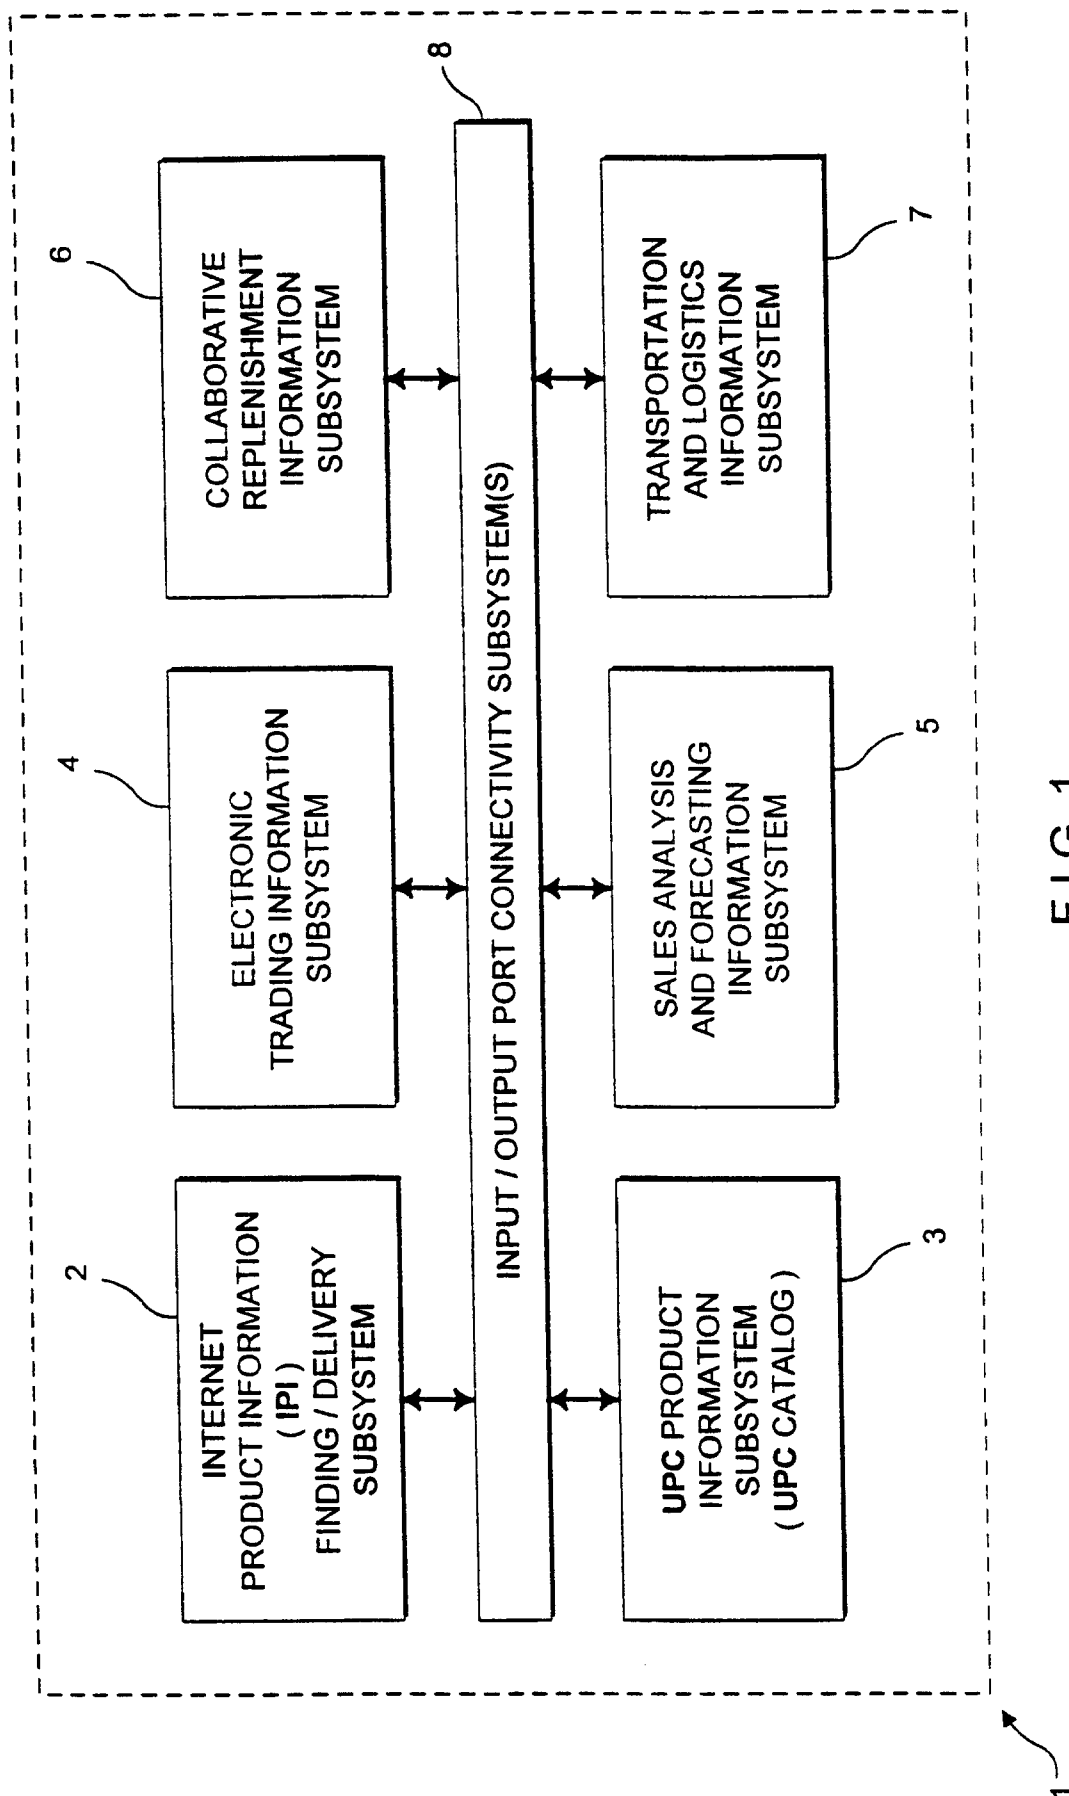 2
INTERNET
PRODUCT INFORMATION
( IPI )
FINDING / DELIVERY
SUBSYSTEM
4
ELECTRONIC
TRADING INFORMATION
SUBSYSTEM
6
COLLABORATIVE
REPLENISHMENT
INFORMATION
SUBSYSTEM
8
INPUT / OUTPUT PORT CONNECTIVITY SUBSYSTEM(S)
UPC PRODUCT
INFORMATION
SUBSYSTEM
( UPC CATALOG )
3
SALES ANALYSIS
AND FORECASTING
INFORMATION
SUBSYSTEM
5
TRANSPORTATION
AND LOGISTICS
INFORMATION
SUBSYSTEM
7
1
FIG. 1